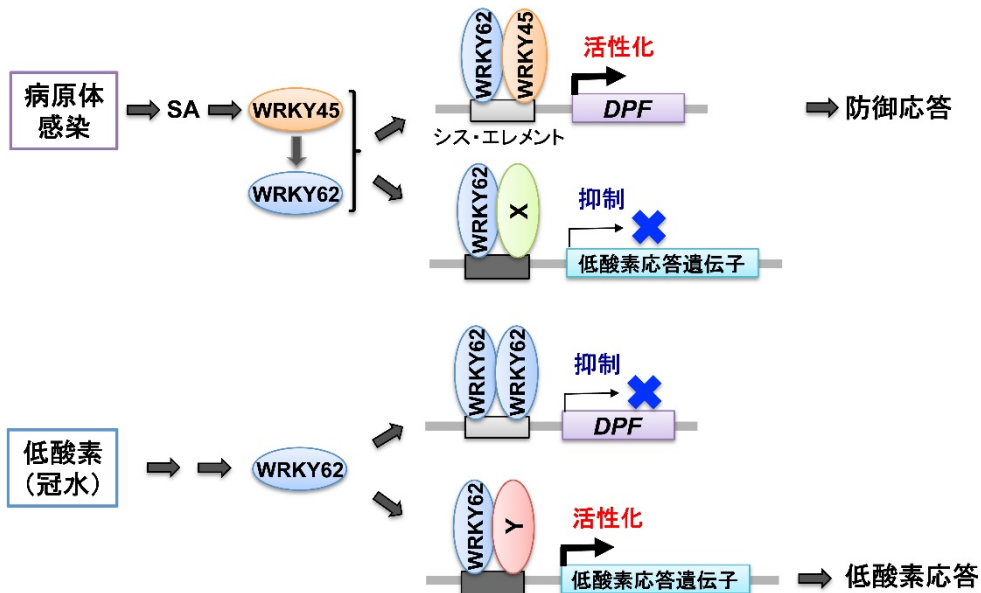 病原体
感染
SA
WRKY45
WRKY62
WRKY62
WRKY45
シス・エレメント
活性化
DPF
防御応答
WRKY62
X
抑制
低酸素応答遺伝子
低酸素
（冠水）
WRKY62
WRKY62
WRKY62
抑制
DPF
WRKY62
Y
活性化
低酸素応答遺伝子
低酸素応答